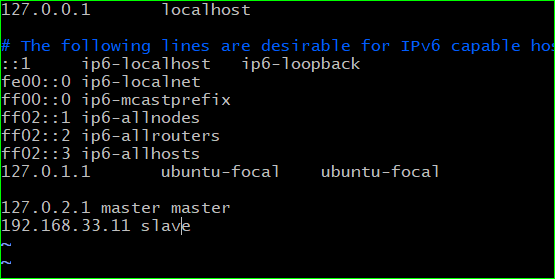 127.0.0.1 localhost
# The following lines are desirable for IPv6 capable hos
::1 ip6-localhost ip6-loopback
fe00::0 ip6-localnet
ff00::0 ip6-mcastprefix
ff02::1 ip6-allnodes
ff02::2 ip6-allrouters
ff02::3 ip6-allhosts
127.0.1.1 ubuntu-focal ubuntu-focal
127.0.2.1 master master
192.168.33.11 slave
~
~